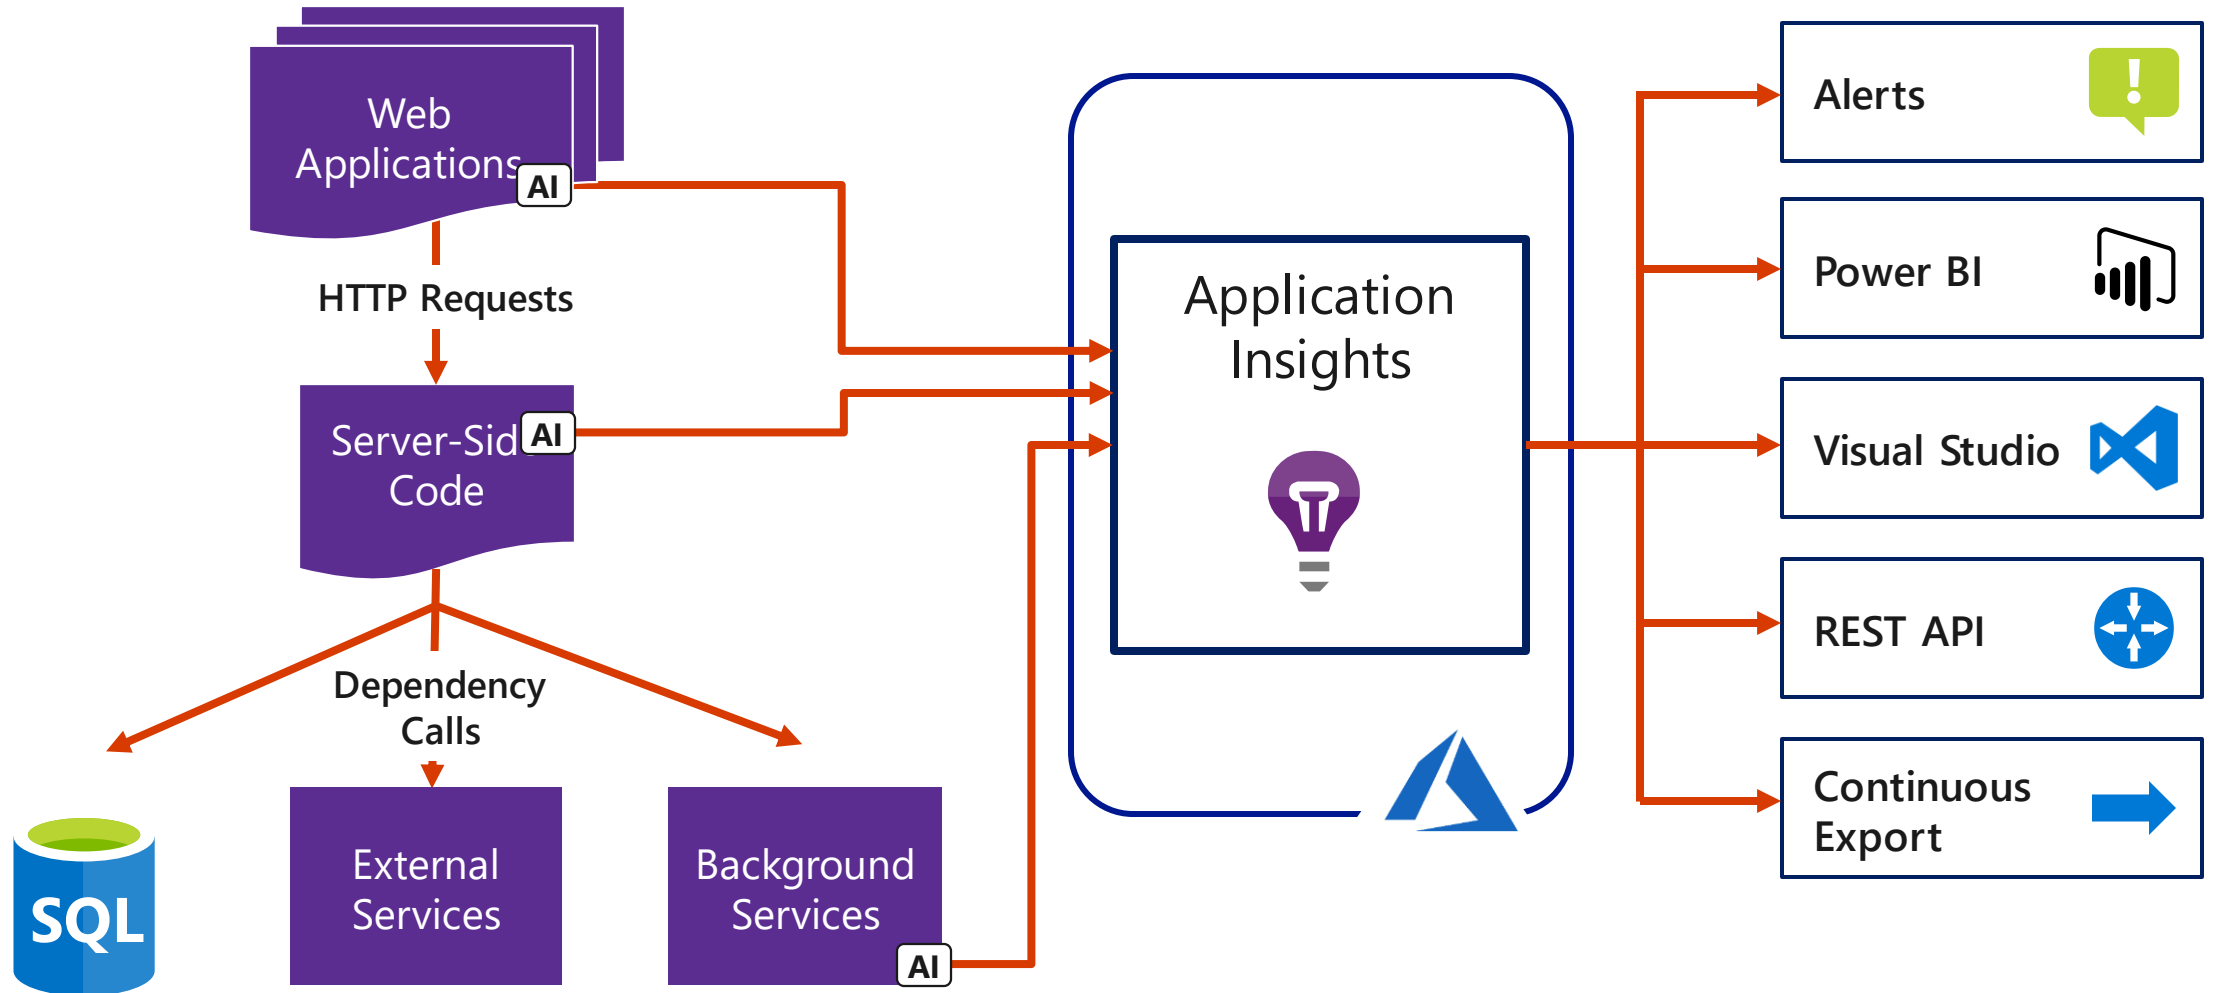 Web
Applications
AI
HTTP Requests
Server-Side
Code
AI
Dependency
Calls
SQL
External
Services
Background
Services
AI
Application
Insights
Alerts
!
Power BI
Visual Studio
REST API
Continuous
Export